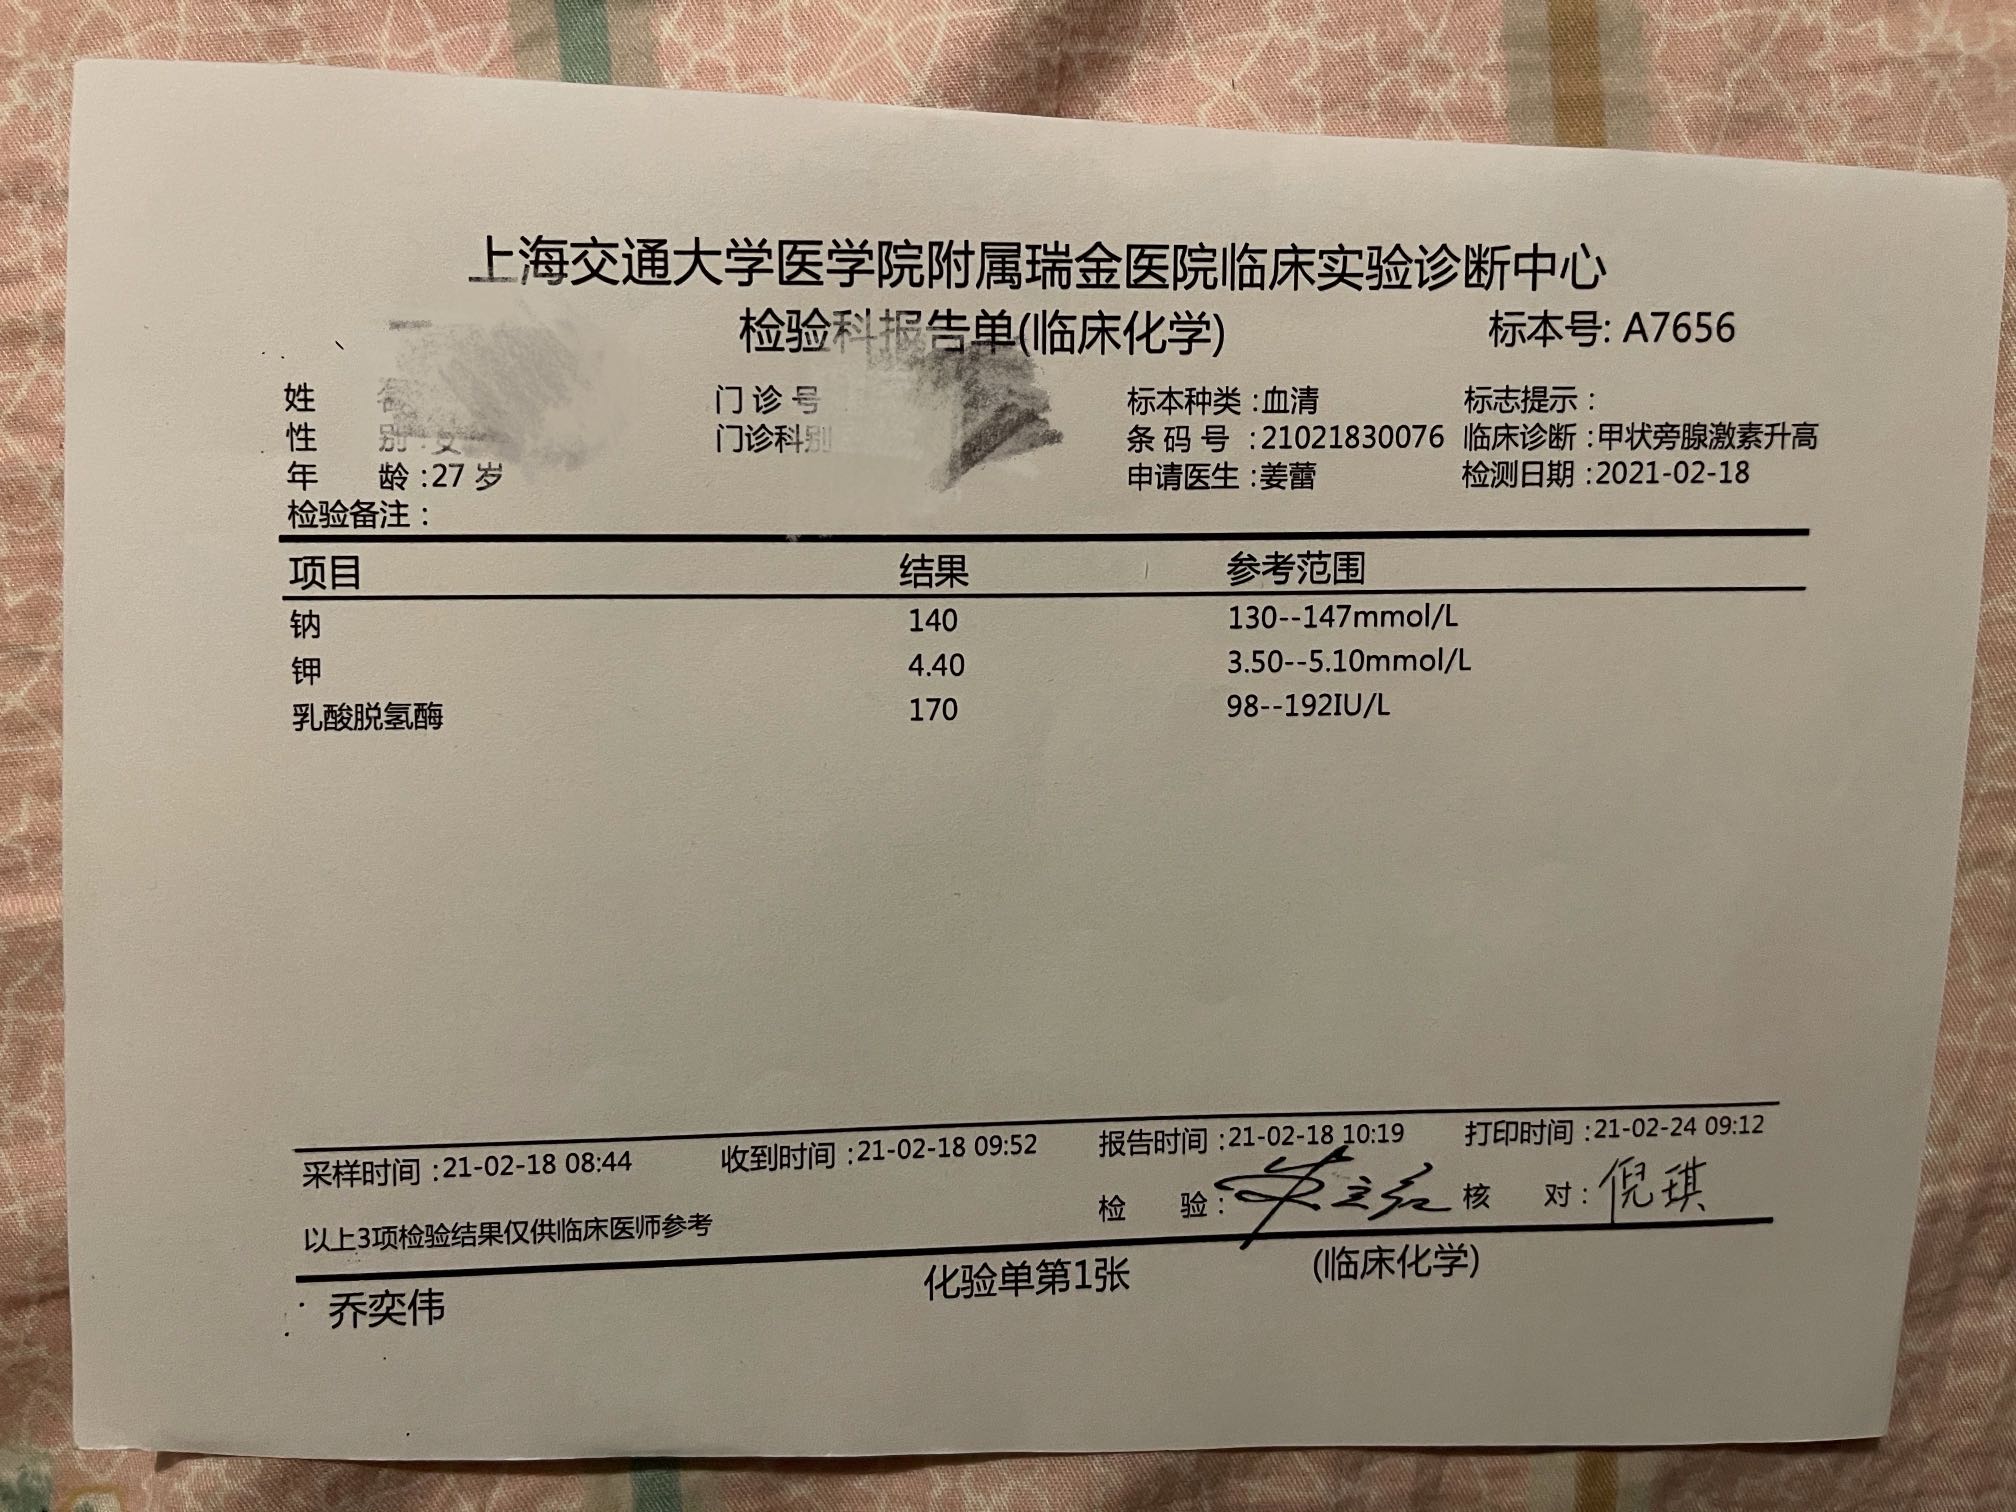 上海交通大学医学院附属瑞金医院临床实验诊断中心
检验科报告单(临床化学) 标本号: A7656
姓 门 诊 号 标本种类 :血清 标志提示 :
性 别 : 女 门诊科别 条 码 号 :21021830076 临床诊断 :甲状旁腺激素升高
年 龄 :27 岁 申请医生 :姜蕾 检测日期 :2021-02-18
检验备注 :
项目 结果 参考范围
钠 140 130--147mmol/L
钾 4.40 3.50--5.10mmol/L
乳酸脱氢酶 170 98--192IU/L
采样时间 :21-02-18 08:44 收到时间 :21-02-18 09:52 报告时间 :21-02-18 10:19 打印时间 :21-02-24 09:12
检 验 : 核 对 : 倪琪
以上3项检验结果仅供临床医师参考
乔奕伟 化验单第1张 (临床化学)